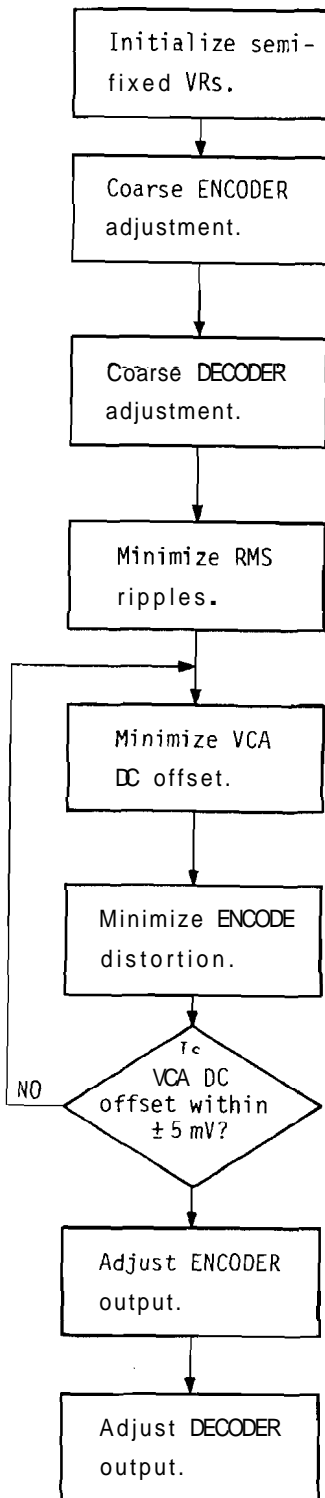 Initialize semi-
fixed VRs.
Coarse ENCODER
adjustment.
Coarse DECODER
adjustment.
Minimize RMS
ripples.
Minimize VCA
DC offset.
Minimize ENCODE
distortion.
Is
VCA DC
offset within
± 5 mV?
NO
Adjust ENCODER
output.
Adjust DECODER
output.